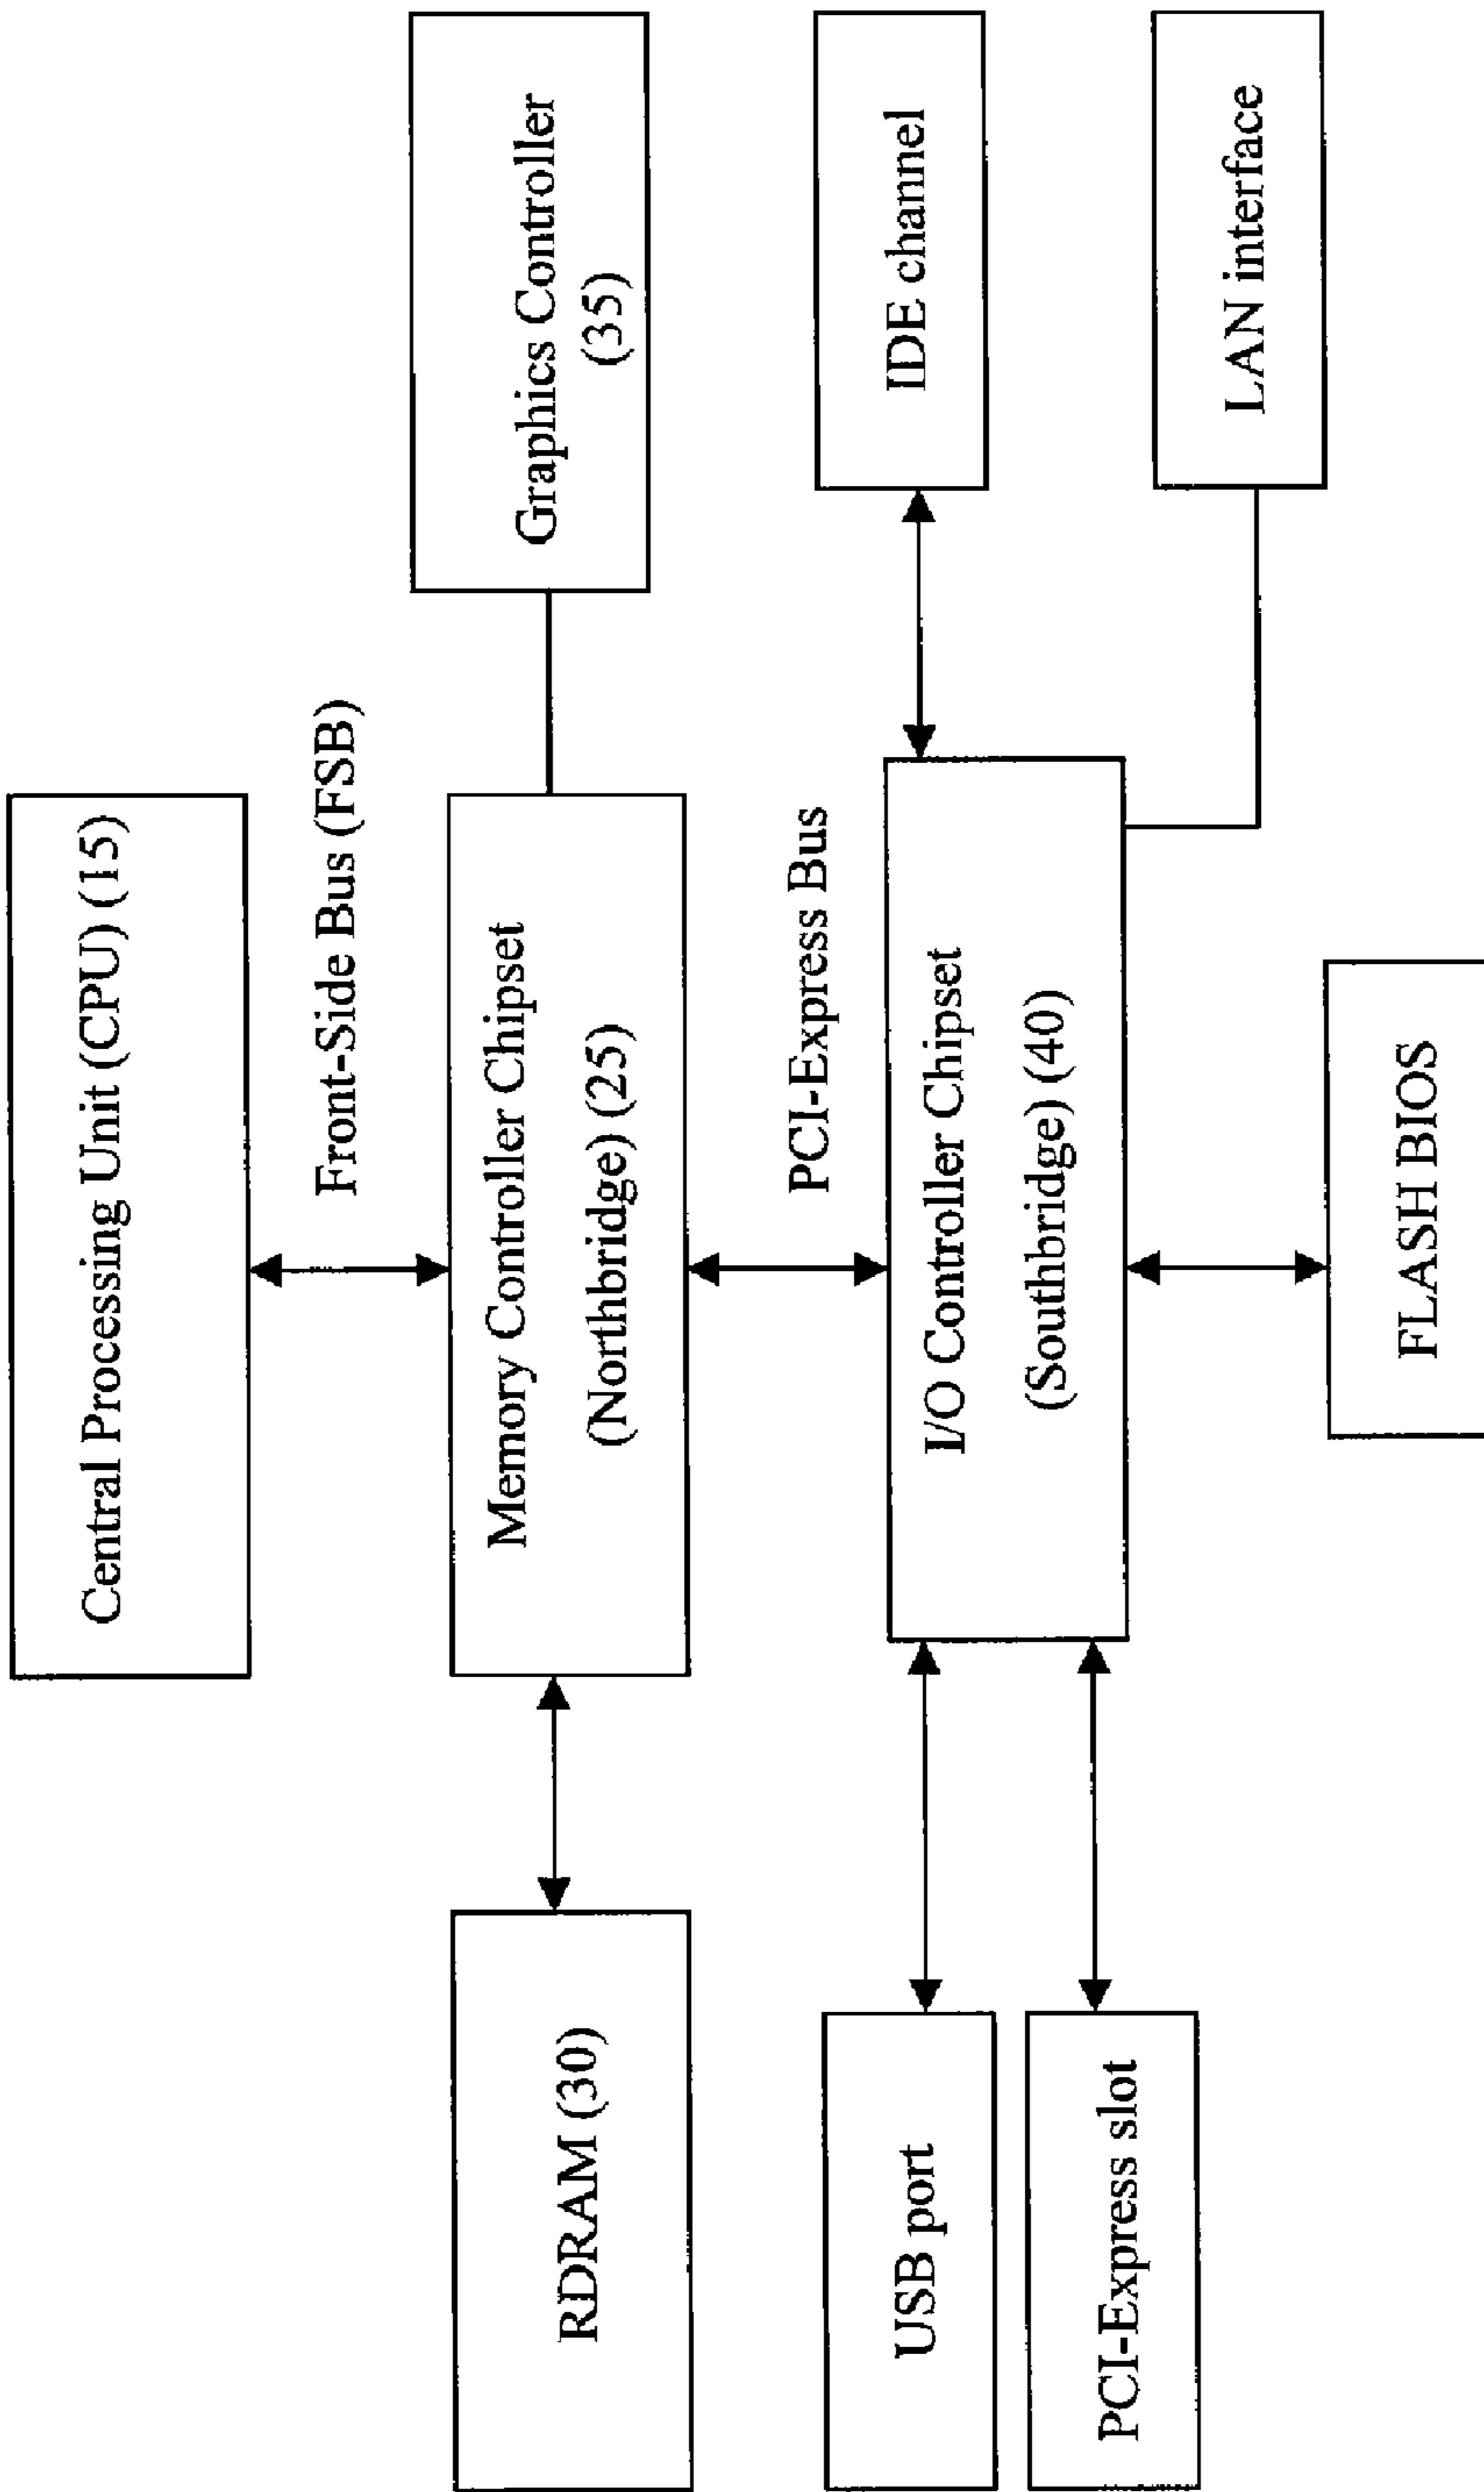 Central Processing Unit (CPU) (15)
Front-Side Bus (FSB)
RDRAM (30)
Memory Controller Chipset
(Northbridge) (25)
Graphics Controller
(35)
PCI-Express Bus
USB port
PCI-Express slot
I/O Controller Chipset
(Southbridge) (40)
IDE channel
LAN interface
FLASH BIOS